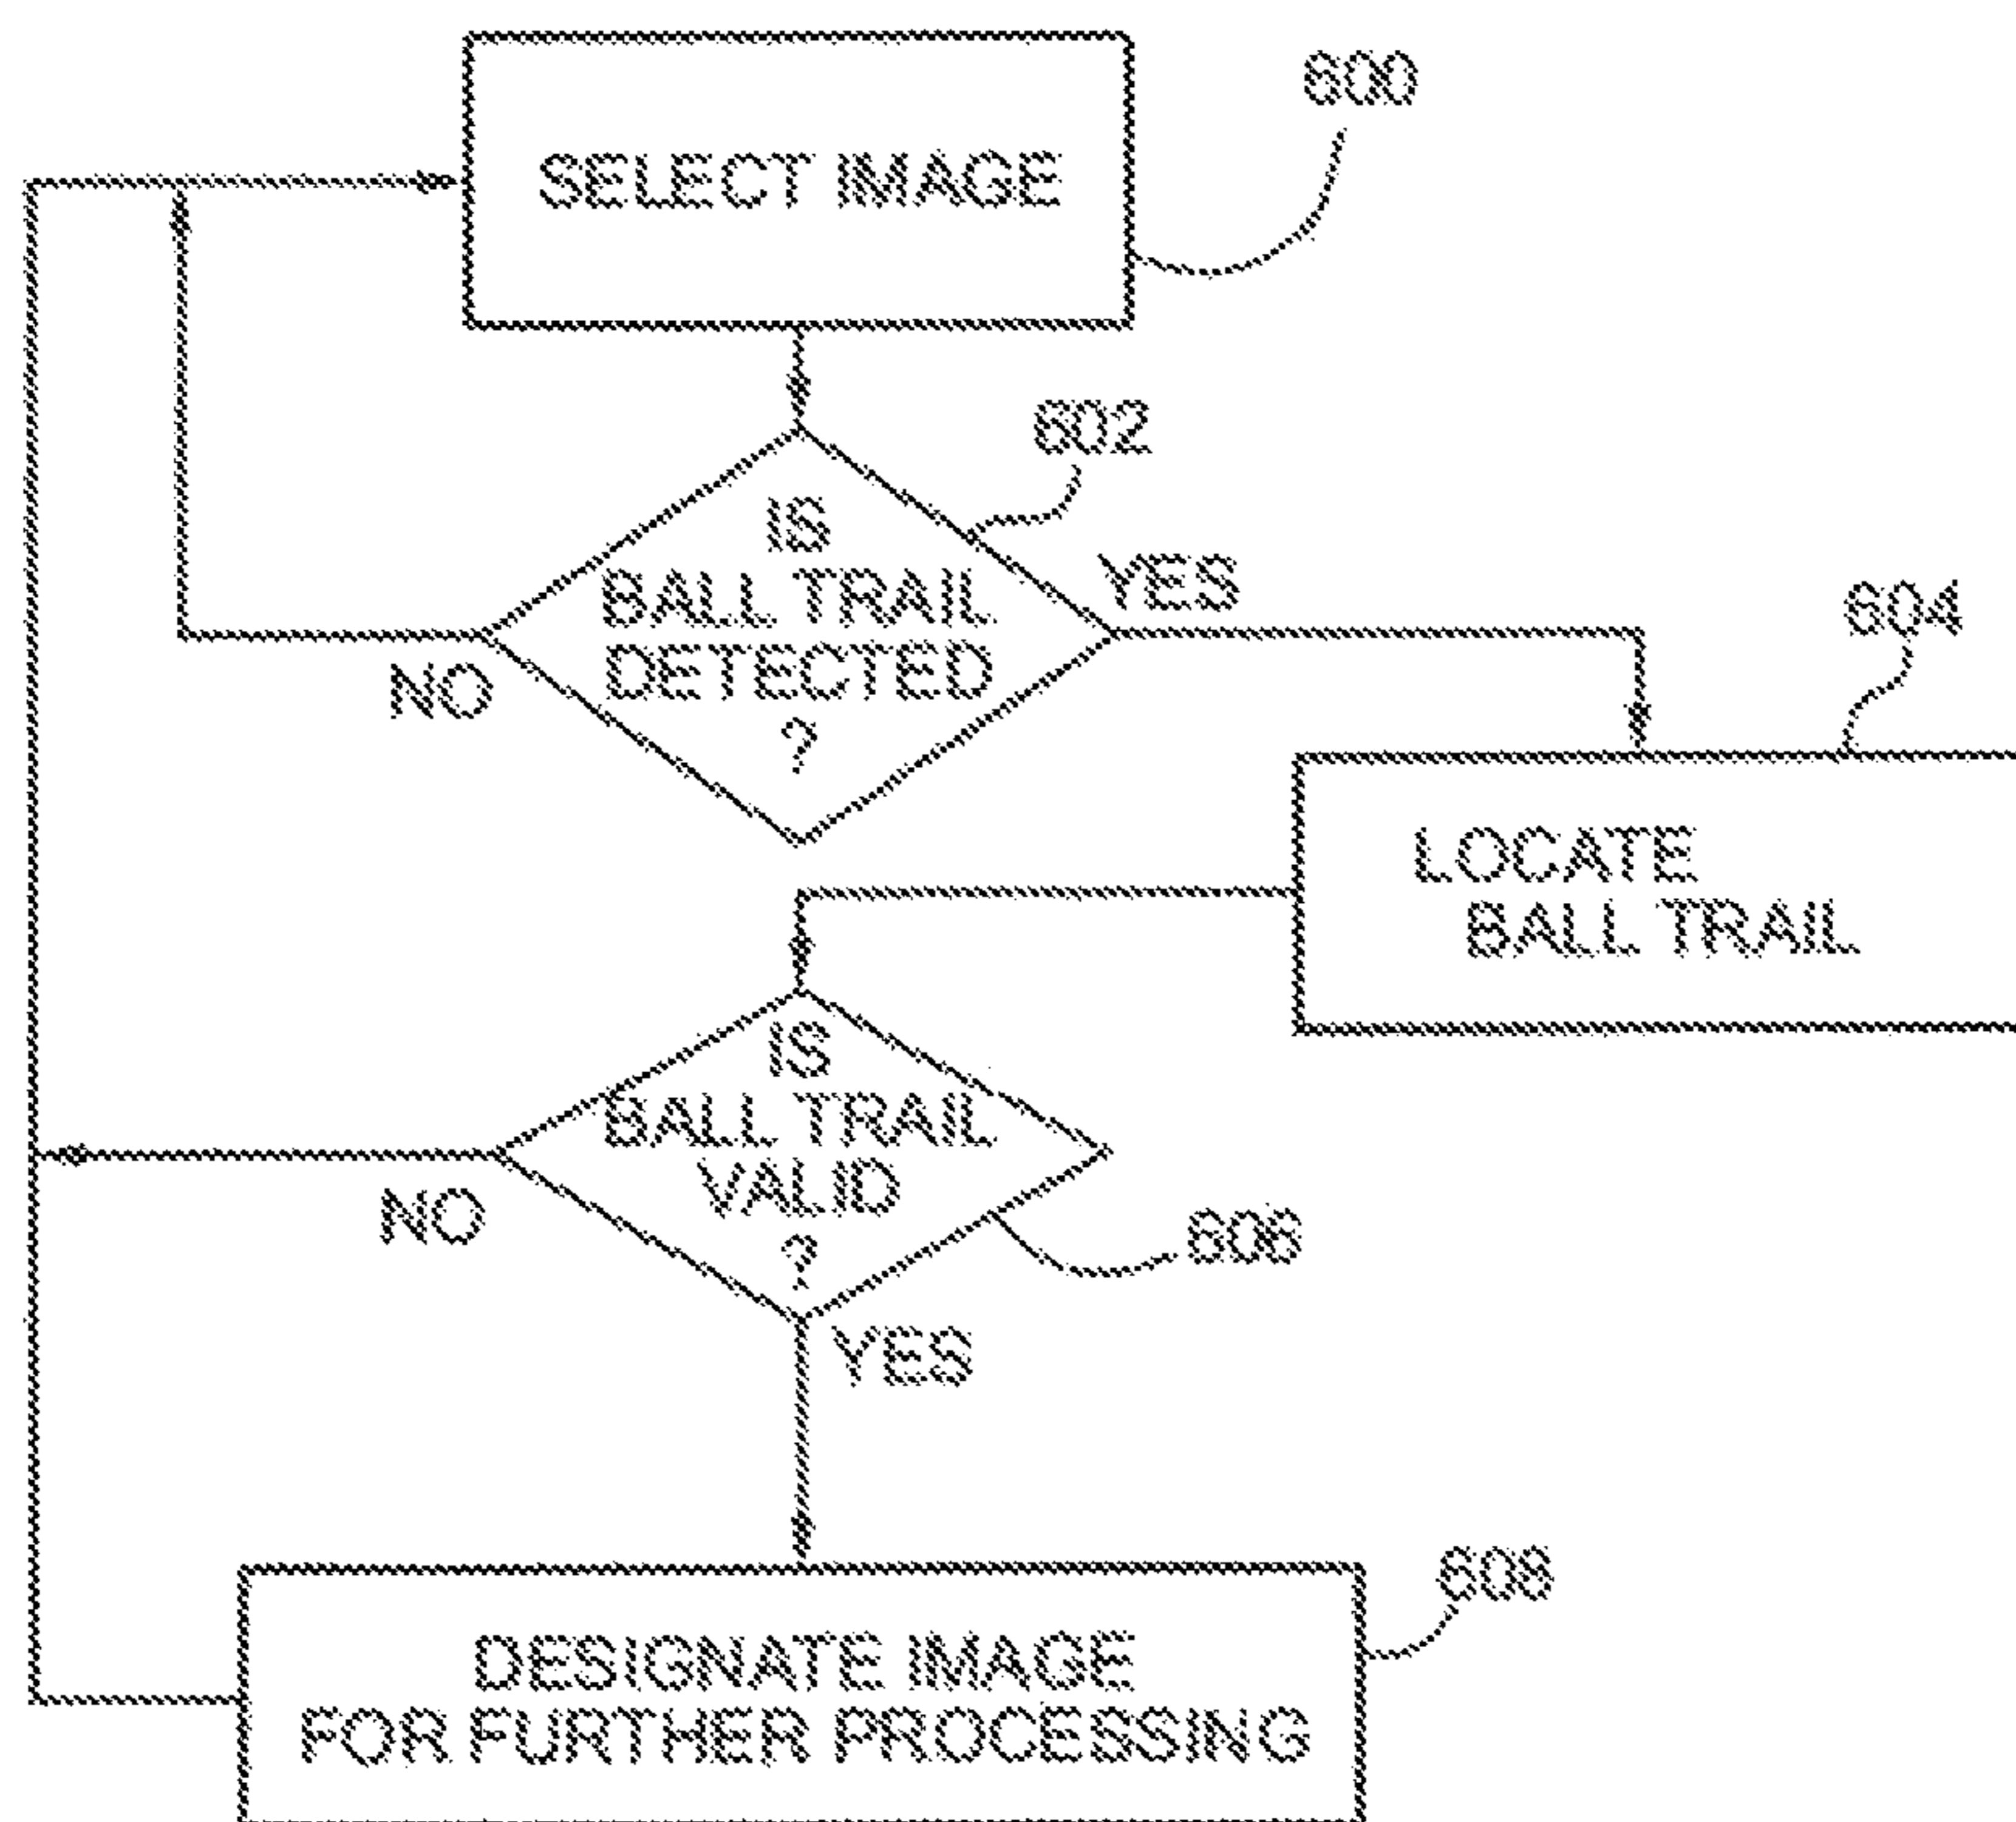 600
SELECT IMAGE
602
IS
BALL TRAIL
DETECTED
?
YES
NO
604
LOCATE
BALL TRAIL
IS
BALL TRAIL
VALID
?
NO
606
YES
608
DESIGNATE IMAGE
FOR FURTHER PROCESSING